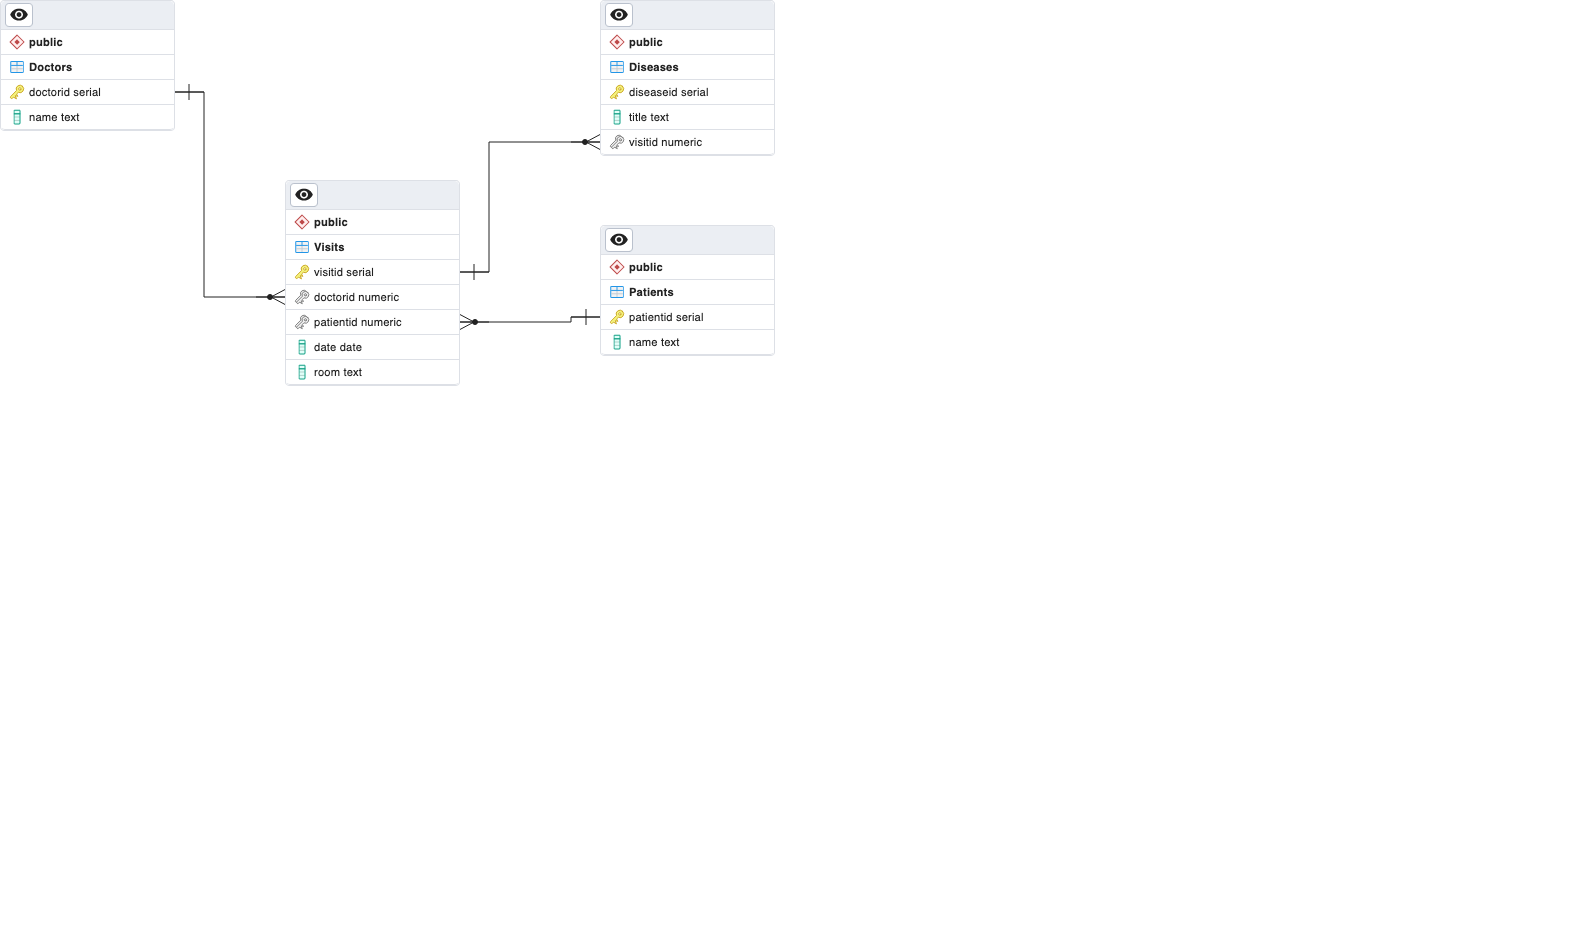 public
Doctors
doctorid serial
name text
public
Visits
visitid serial
doctorid numeric
patientid numeric
date date
room text
public
Diseases
diseaseid serial
title text
visitid numeric
public
Patients
patientid serial
name text